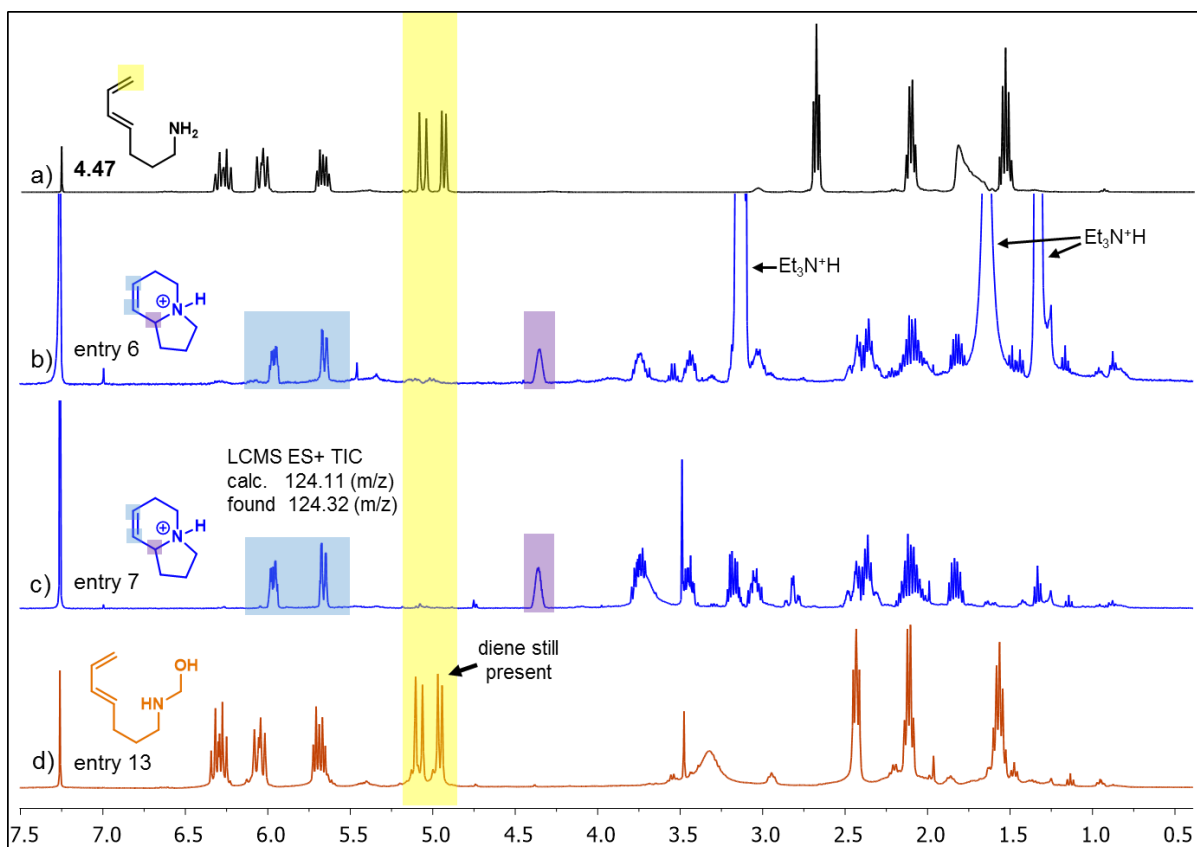 NH₂
4.47
a)
Et₃N⁺H
Et₃N⁺H
⊕
N-H
entry 6
b)
LCMS ES+ TIC
calc. 124.11 (m/z)
found 124.32 (m/z)
⊕
N-H
entry 7
c)
diene still
present
OH
HN
entry 13
d)
7.5 7.0 6.5 6.0 5.5 5.0 4.5 4.0 3.5 3.0 2.5 2.0 1.5 1.0 0.5